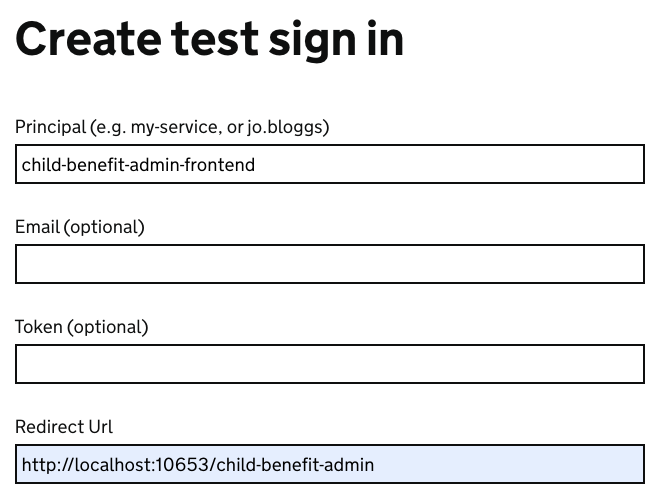 Create test sign in
Principal (e.g. my-service, or jo.bloggs)
child-benefit-admin-frontend
Email (optional)
Token (optional)
Redirect Url
http://localhost:10653/child-benefit-admin